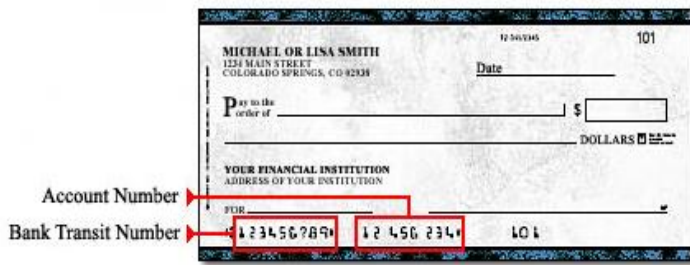 12-345/2345
101
MICHAEL OR LISA SMITH
1234 MAIN STREET
COLORADO SPRINGS, CO 02938
Date
Pay to the
order of
$
DOLLARS
YOUR FINANCIAL INSTITUTION
ADDRESS OF YOUR INSTITUTION
Account Number
FOR
Bank Transit Number
123456789 12 456 234 101